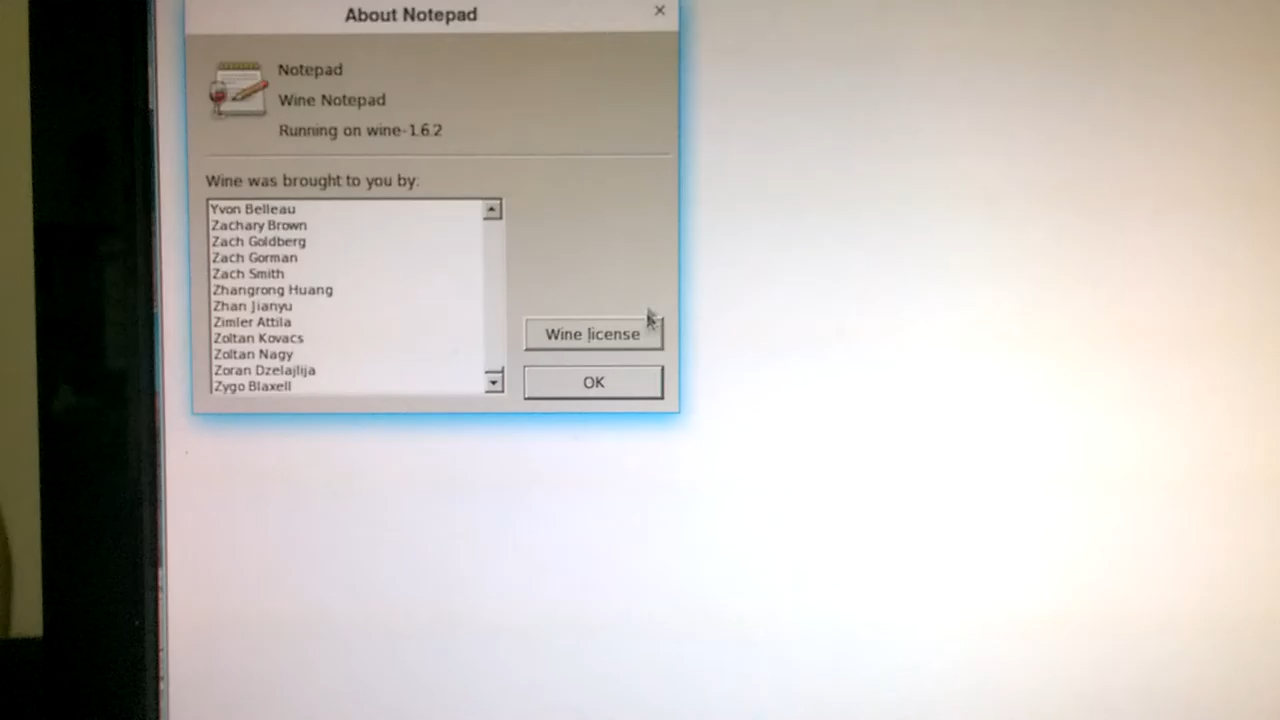 About Notepad
Notepad
Wine Notepad
Running on wine-1.6.2
Wine was brought to you by:
Yvon Belleau
Zachary Brown
Zach Goldberg
Zach Gorman
Zach Smith
Zhangrong Huang
Zhan Jianyu
Zimler Attila
Zoltan Kovacs
Zoltan Nagy
Zoran Dzelajlija
Zygo Blaxell
Wine license
OK